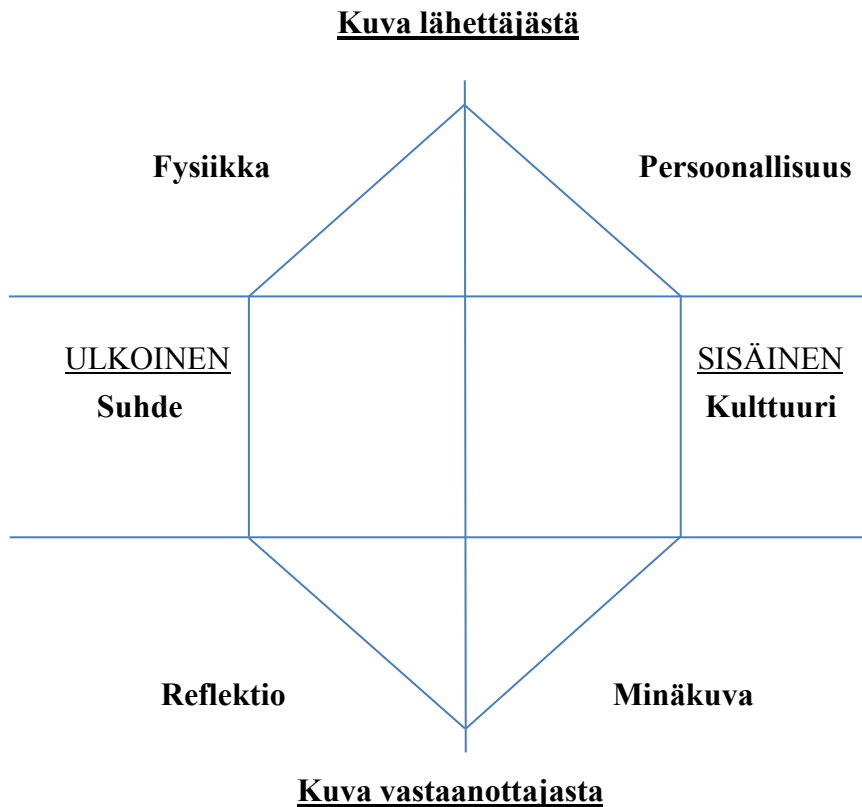 Kuva lähettäjästä
Fysiikka
Persoonallisuus
ULKOINEN
Suhde
SISÄINEN
Kulttuuri
Reflektio
Minäkuva
Kuva vastaanottajasta